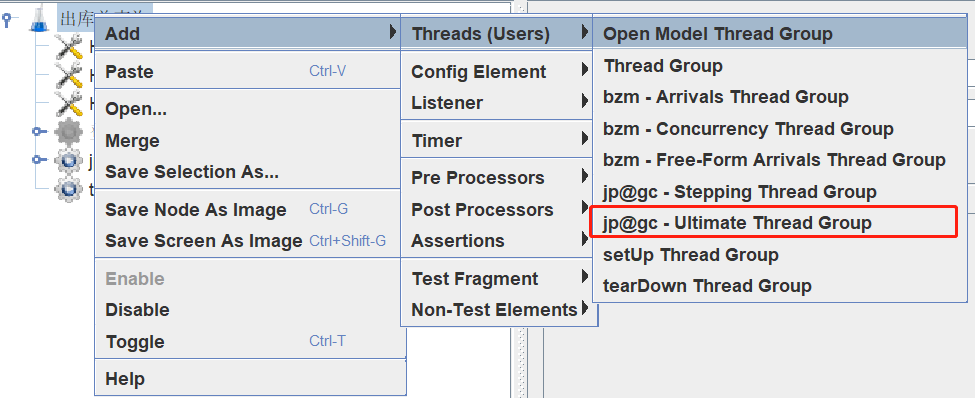 出库单查询
Add
Paste Ctrl-V
Open...
Merge
Save Selection As...
Save Node As Image Ctrl-G
Save Screen As Image Ctrl+Shift-G
Enable
Disable
Toggle Ctrl-T
Help
Threads (Users)
Config Element
Listener
Timer
Pre Processors
Post Processors
Assertions
Test Fragment
Non-Test Elements
Open Model Thread Group
Thread Group
bzm - Arrivals Thread Group
bzm - Concurrency Thread Group
bzm - Free-Form Arrivals Thread Group
jp@gc - Stepping Thread Group
jp@gc - Ultimate Thread Group
setUp Thread Group
tearDown Thread Group